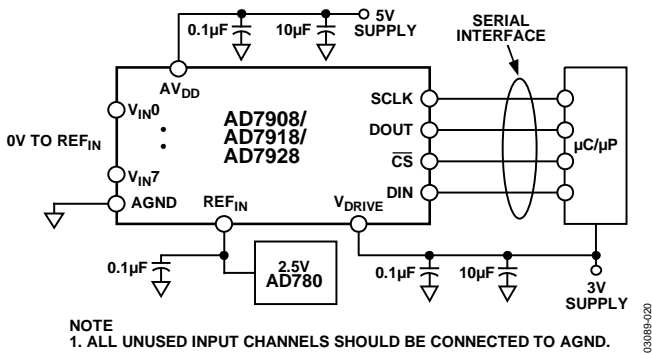 0.1µF
10µF
5V
SUPPLY
SERIAL
INTERFACE
AVDD
VIN0
0V TO REFIN
VIN7
AGND
AD7908/
AD7918/
AD7928
SCLK
DOUT
CS
DIN
µC/µP
REFIN
VDRIVE
0.1µF
2.5V
AD780
0.1µF
10µF
3V
SUPPLY
NOTE
1. ALL UNUSED INPUT CHANNELS SHOULD BE CONNECTED TO AGND.
03089-020